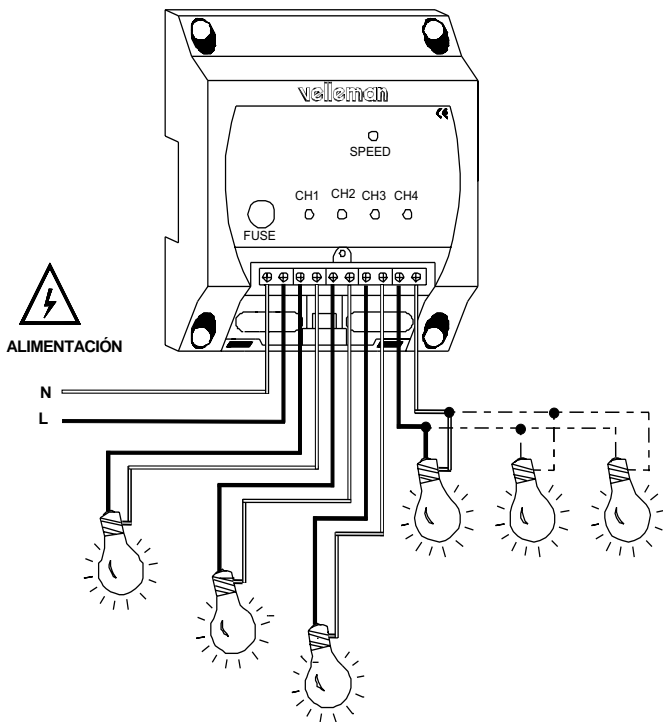 velleman
CE
SPEED
CH1 CH2 CH3 CH4
FUSE
ALIMENTACIÓN
N
L